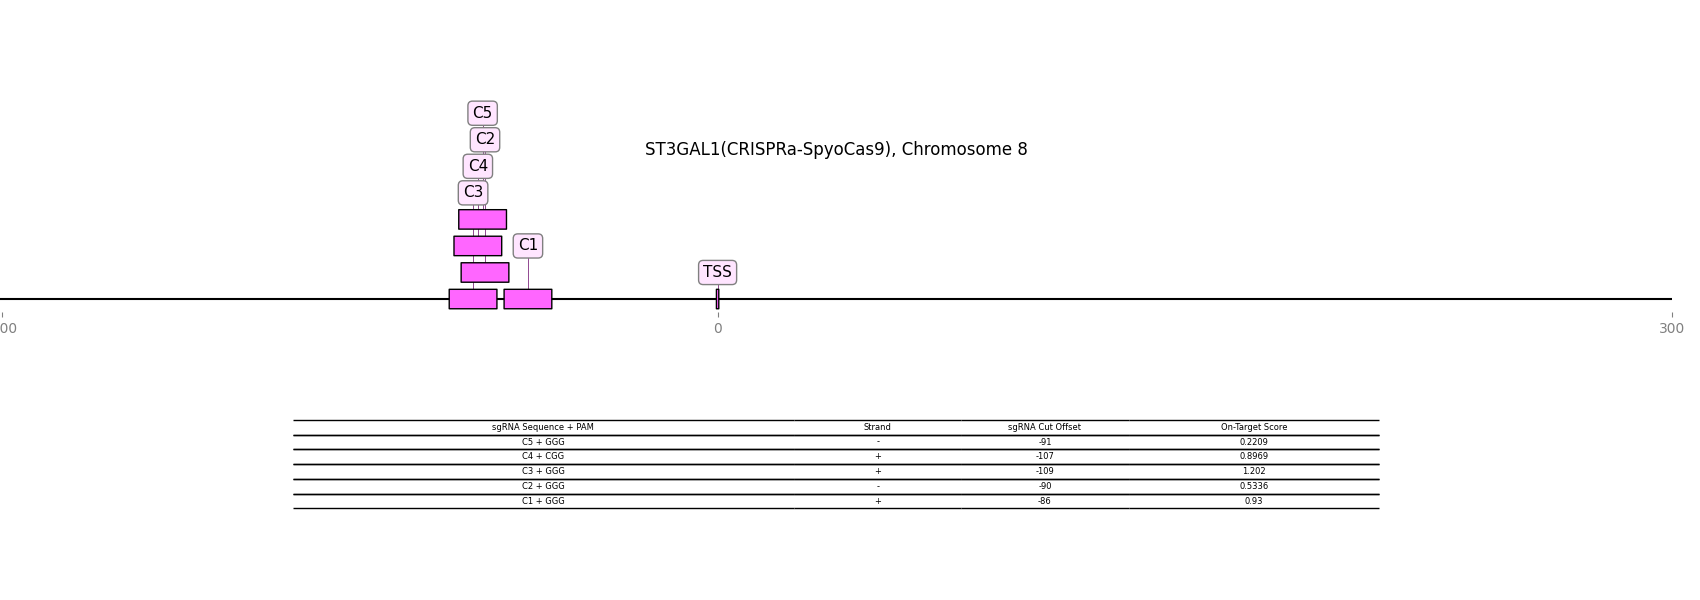 C5
C2
ST3GAL1(CRISPRa-SpyoCas9), Chromosome 8
C4
C3
C1
TSS
00 0 300
sgRNA Sequence + PAM Strand sgRNA Cut Offset On-Target Score
C5 + GGG - -91 0.2209
C4 + CGG + -107 0.8969
C3 + GGG + -109 1.202
C2 + GGG - -90 0.5336
C1 + GGG + -86 0.93